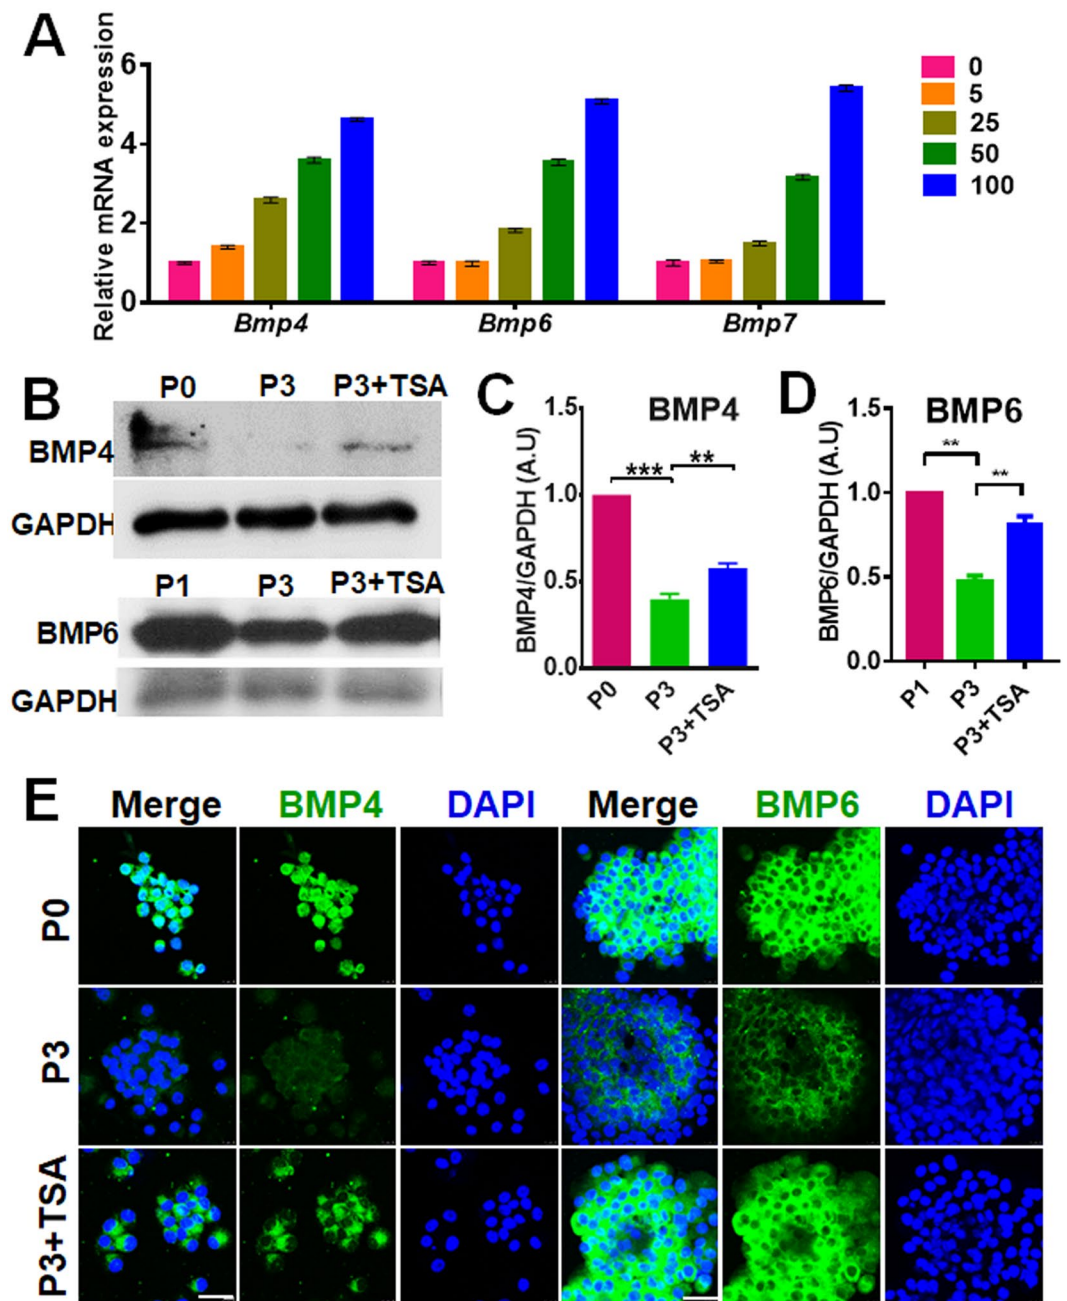 A
Relative mRNA expression
6
4
2
0
Bmp4 Bmp6 Bmp7
0
5
25
50
100
B
P0 P3 P3+TSA
BMP4
GAPDH
P1 P3 P3+TSA
BMP6
GAPDH
C
BMP4
BMP4/GAPDH (A.U)
1.5
1.0
0.5
0.0
*** **
P0 P3 P3+TSA
D
BMP6
BMP6/GAPDH (A.U)
1.5
1.0
0.5
0.0
** **
P1 P3 P3+TSA
E
Merge BMP4 DAPI Merge BMP6 DAPI
P0
P3
P3+TSA